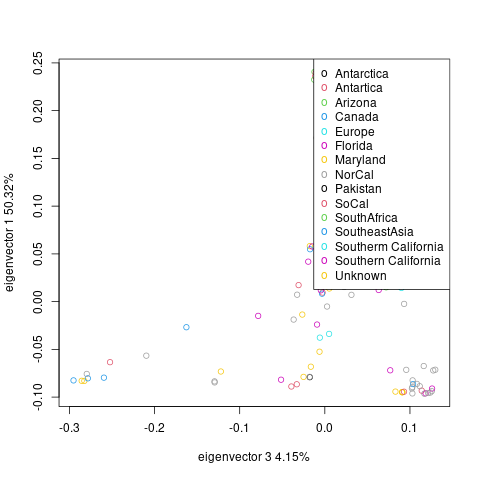 eigenvector 1 50.32%
0.25
0.20
0.15
0.10
0.05
0.00
-0.05
-0.10
Antarctica
Antartica
Arizona
Canada
Europe
Florida
Maryland
NorCal
Pakistan
SoCal
SouthAfrica
SoutheastAsia
Southerm California
Southern California
Unknown
-0.3 -0.2 -0.1 0.0 0.1
eigenvector 3 4.15%